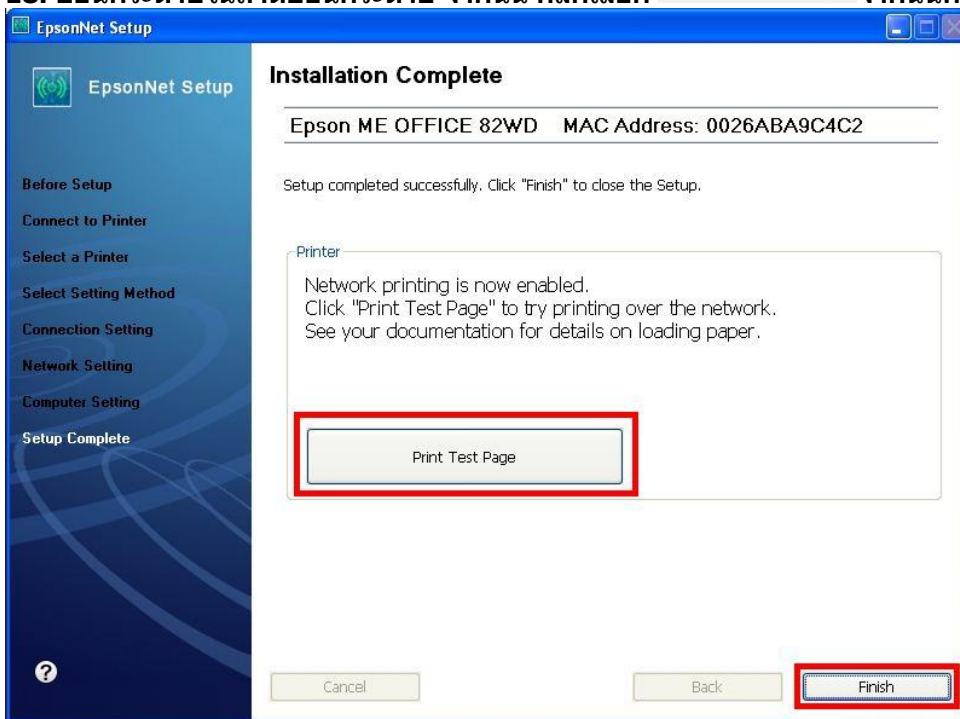 EpsonNet Setup
EpsonNet Setup
Installation Complete
Epson ME OFFICE 82WD MAC Address: 0026ABA9C4C2
Before Setup
Setup completed successfully. Click "Finish" to close the Setup.
Connect to Printer
Select a Printer
Printer
Select Setting Method
Network printing is now enabled.
Click "Print Test Page" to try printing over the network.
Connection Setting
See your documentation for details on loading paper.
Network Setting
Computer Setting
Setup Complete
Print Test Page
?
Cancel
Back
Finish